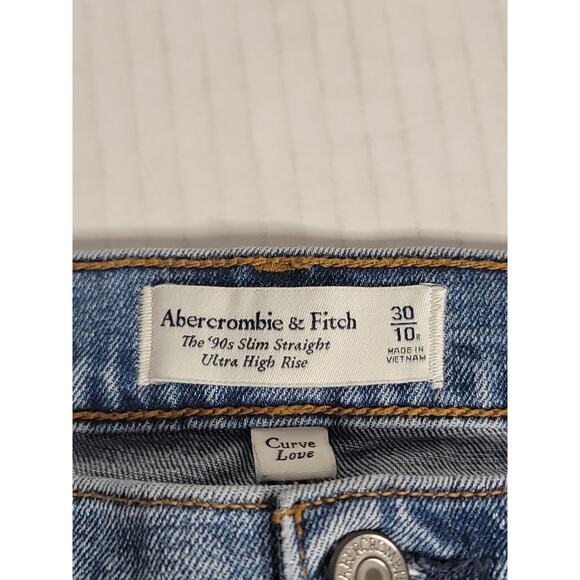 Abercrombie & Fitch
The '90s Slim Straight
Ultra High Rise
30
10R
MADE IN
VIETNAM
Curve
Love